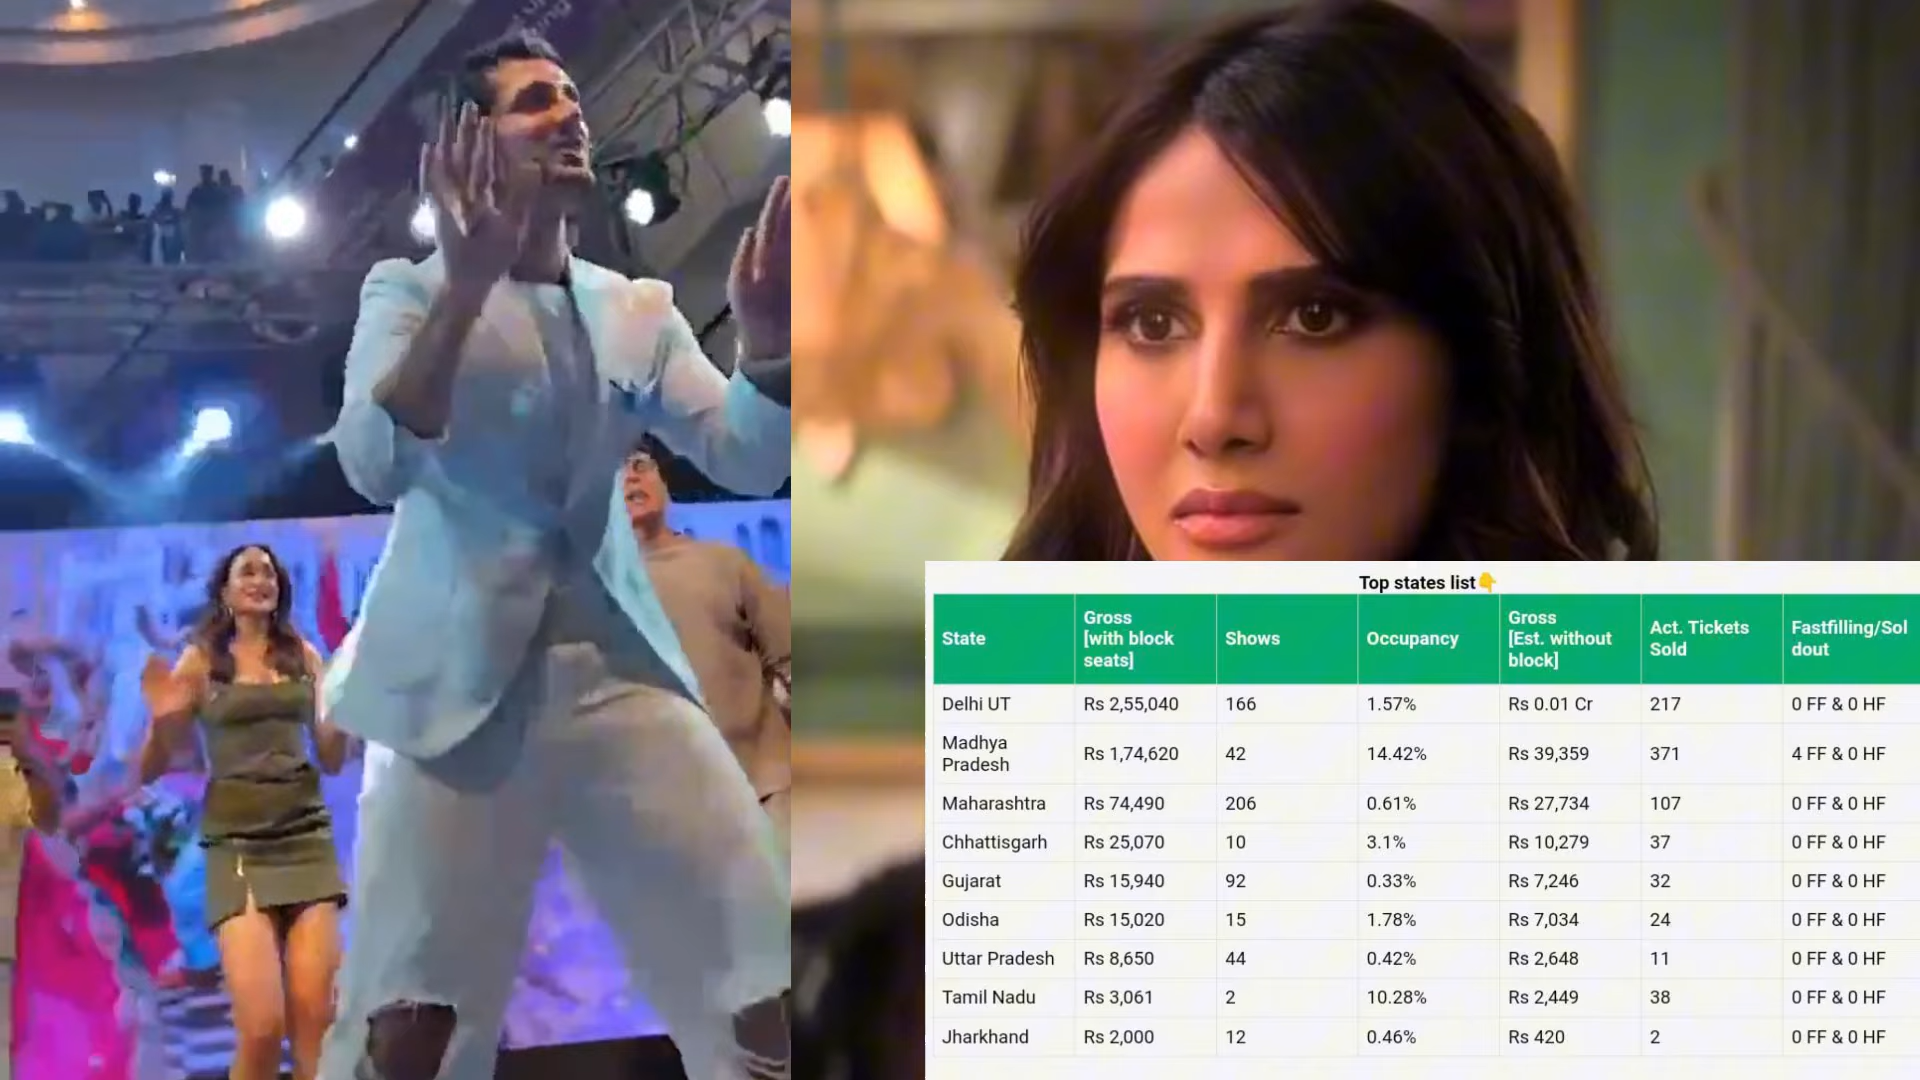 Top states list👇
State Gross [with block seats] Shows Occupancy Gross [Est. without block] Act. Tickets Sold Fastfilling/Soldout
Delhi UT Rs 2,55,040 166 1.57% Rs 0.01 Cr 217 0 FF & 0 HF
Madhya Pradesh Rs 1,74,620 42 14.42% Rs 39,359 371 4 FF & 0 HF
Maharashtra Rs 74,490 206 0.61% Rs 27,734 107 0 FF & 0 HF
Chhattisgarh Rs 25,070 10 3.1% Rs 10,279 37 0 FF & 0 HF
Gujarat Rs 15,940 92 0.33% Rs 7,246 32 0 FF & 0 HF
Odisha Rs 15,020 15 1.78% Rs 7,034 24 0 FF & 0 HF
Uttar Pradesh Rs 8,650 44 0.42% Rs 2,648 11 0 FF & 0 HF
Tamil Nadu Rs 3,061 2 10.28% Rs 2,449 38 0 FF & 0 HF
Jharkhand Rs 2,000 12 0.46% Rs 420 2 0 FF & 0 HF